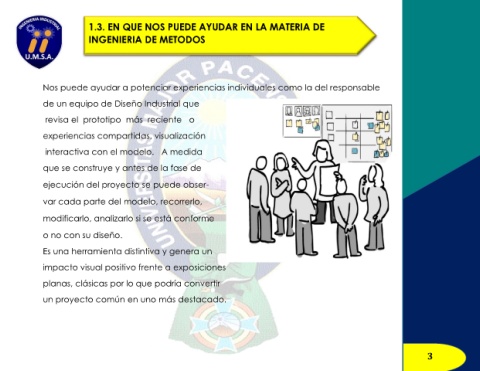 INGENIERIA INDUSTRIAL
U.M.S.A.
1.3. EN QUE NOS PUEDE AYUDAR EN LA MATERIA DE
INGENIERIA DE METODOS
Nos puede ayudar a potenciar experiencias individuales como la del responsable
de un equipo de Diseño Industrial que
revisa el prototipo más reciente o
experiencias compartidas, visualización
interactiva con el modelo. A medida
que se construye y antes de la fase de
ejecución del proyecto se puede obser-
var cada parte del modelo, recorrerlo,
modificarlo, analizarlo si se está conforme
o no con su diseño.
Es una herramienta distintiva y genera un
impacto visual positivo frente a exposiciones
planas, clásicas por lo que podría convertir
un proyecto común en uno más destacado.
3